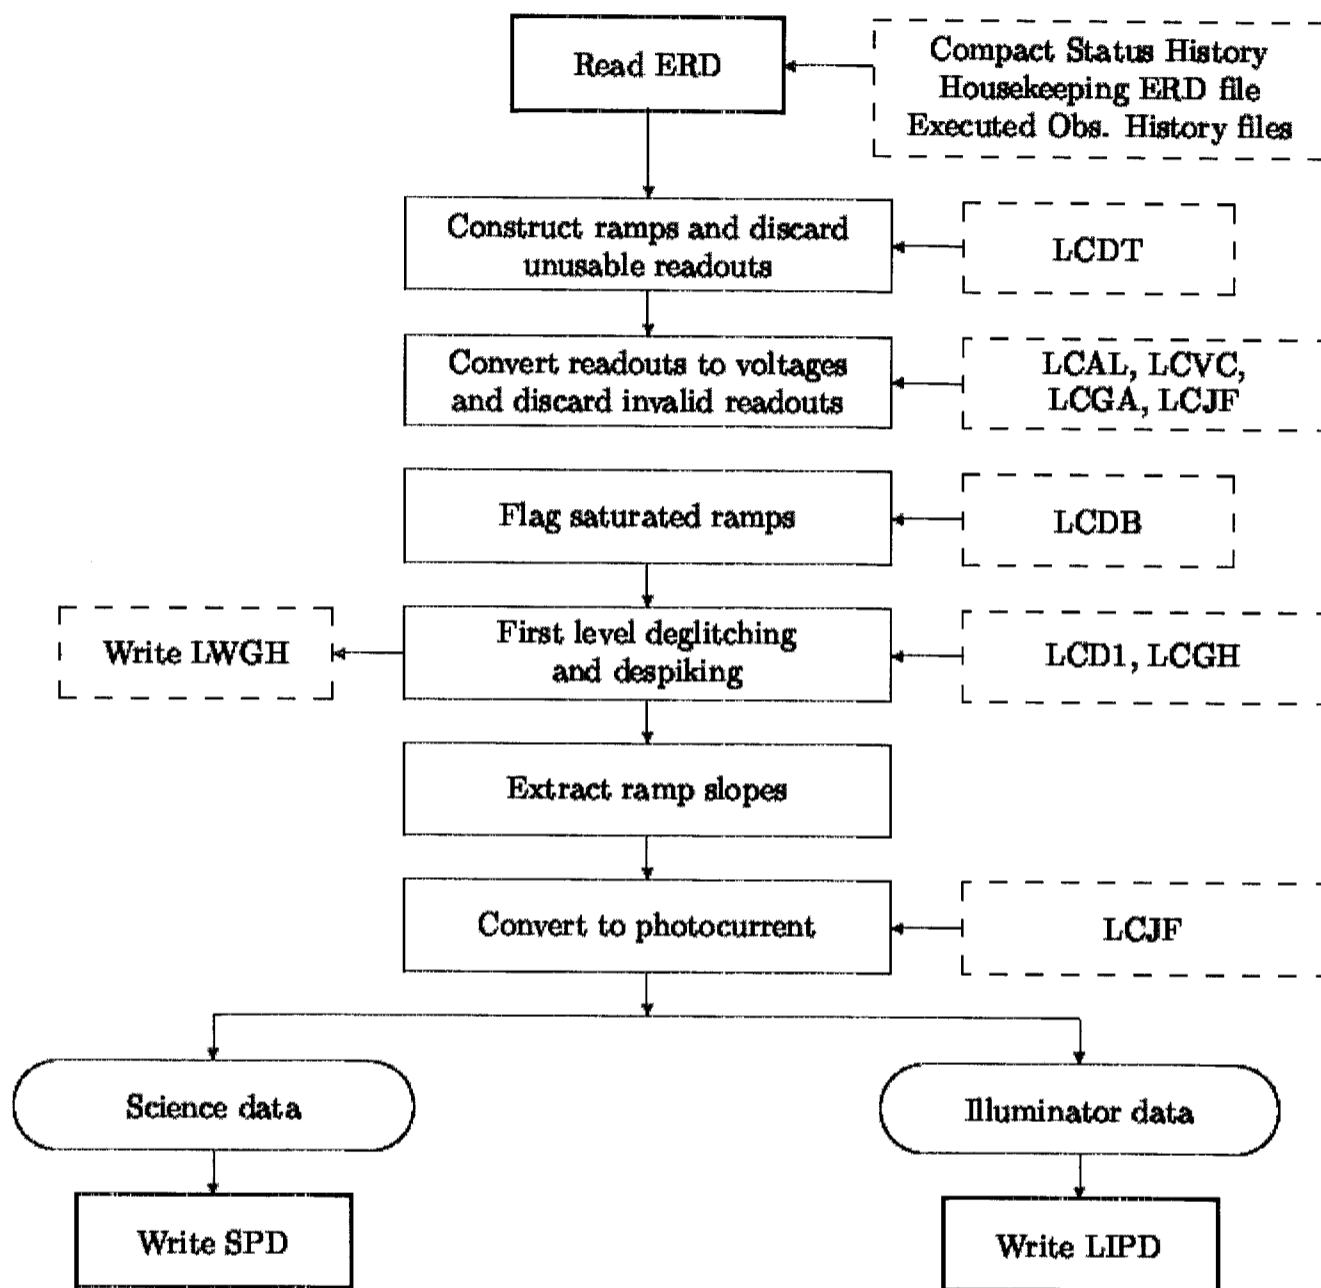 Read ERD
Compact Status History
Housekeeping ERD file
Executed Obs. History files
Construct ramps and discard
unusable readouts
LCDT
Convert readouts to voltages
and discard invalid readouts
LCAL, LCVC,
LCGA, LCJF
Flag saturated ramps
LCDB
Write LWGH
First level deglitching
and despiking
LCD1, LCGH
Extract ramp slopes
Convert to photocurrent
LCJF
Science data
Illuminator data
Write SPD
Write LIPD